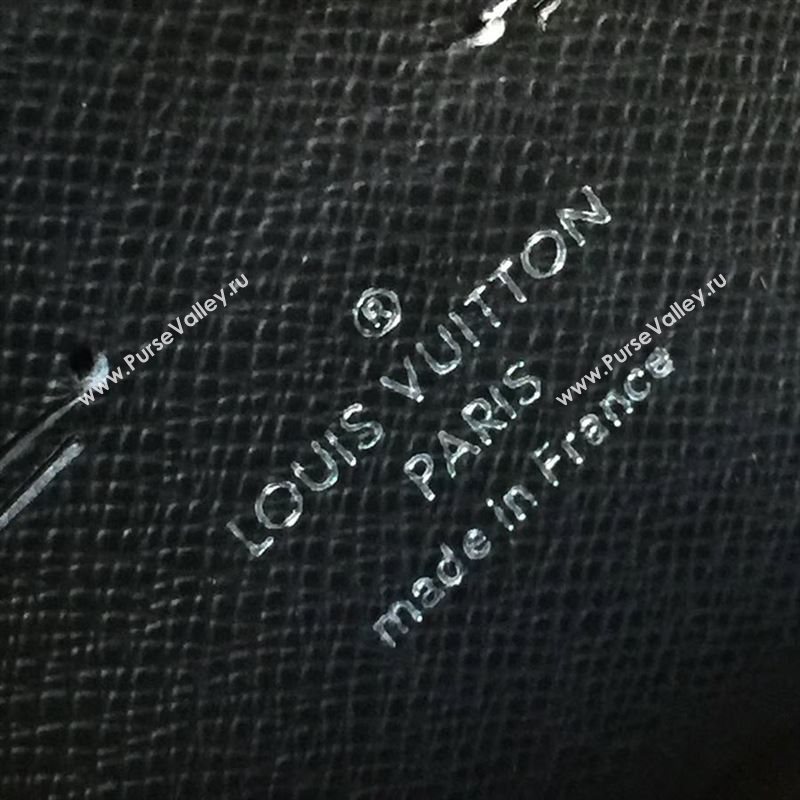 ®
LOUIS VUITTON
PARIS
made in France
www.PurseValley.ru
www.PurseValley.ru